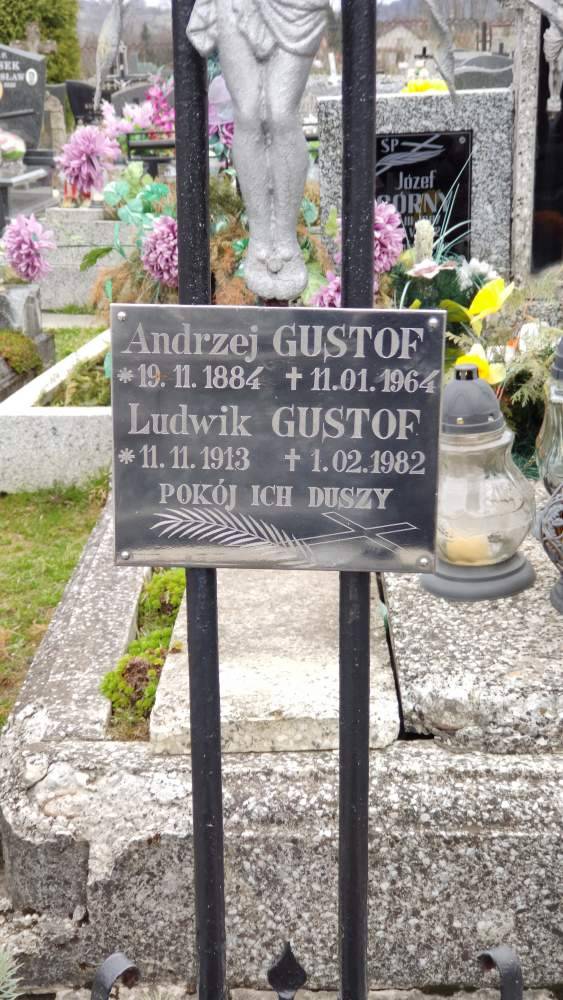 Andrzej GUSTOF
* 19. 11. 1884 † 11.01.1964
Ludwik GUSTOF
* 11. 11. 1913 † 1.02.1982
POKÓJ ICH DUSZY
ŚP
Józef